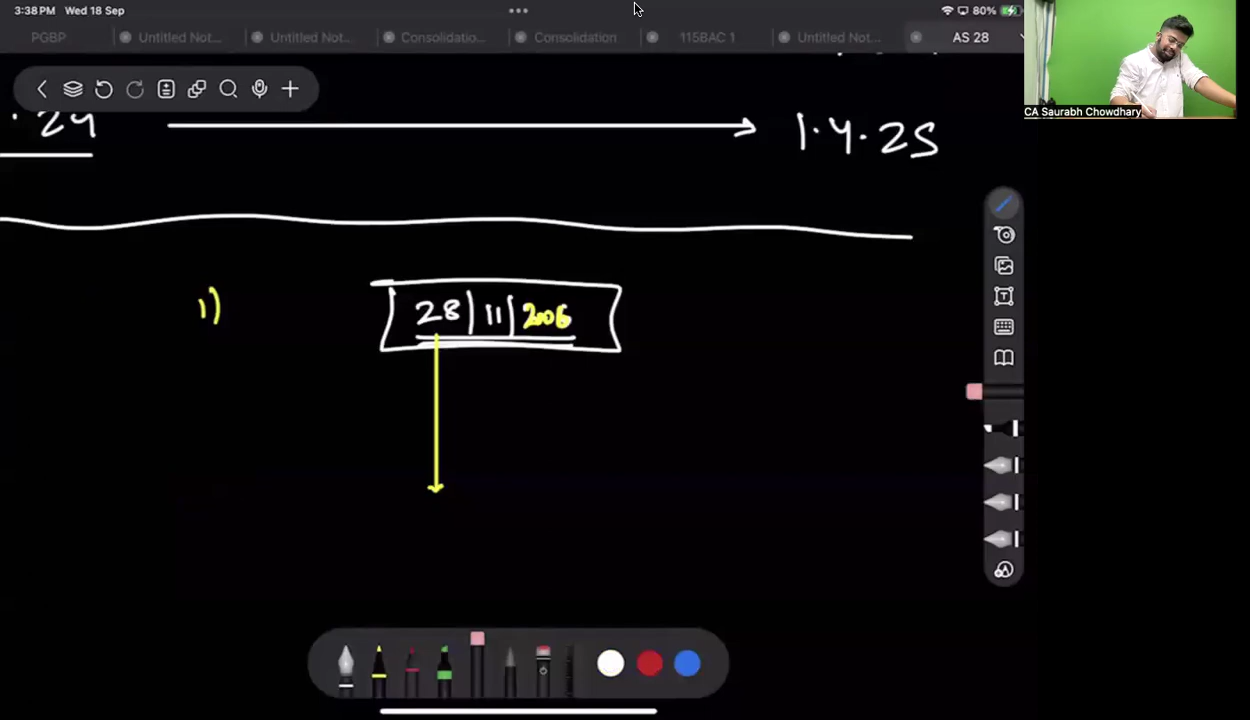 3:38 PM Wed 18 Sep
80%
PGBP
Untitled Not...
Untitled Not...
Consolidatio...
Consolidation
115BAC 1
Untitled Not...
AS 28
CA Saurabh Chowdhary
.24
1.4.25
1)
28|11|2006